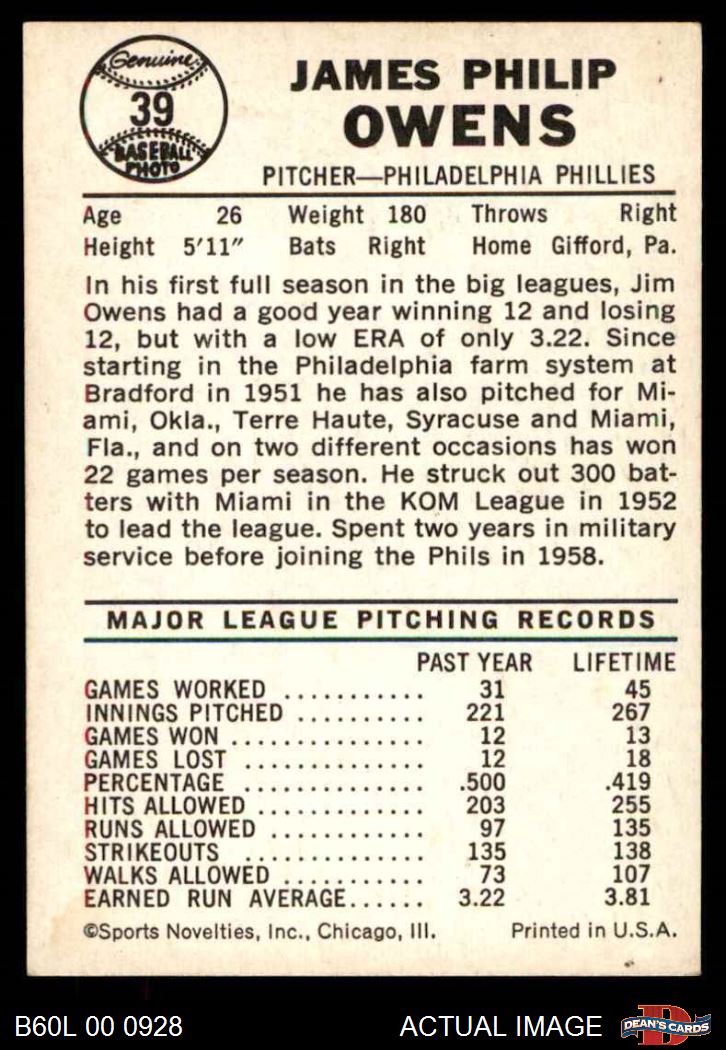 Genuine
39
BASEBALL
PHOTO
JAMES PHILIP
OWENS
PITCHER—PHILADELPHIA PHILLIES
Age 26 Weight 180 Throws Right
Height 5'11" Bats Right Home Gifford, Pa.
In his first full season in the big leagues, Jim
Owens had a good year winning 12 and losing
12, but with a low ERA of only 3.22. Since
starting in the Philadelphia farm system at
Bradford in 1951 he has also pitched for Mi-
ami, Okla., Terre Haute, Syracuse and Miami,
Fla., and on two different occasions has won
22 games per season. He struck out 300 bat-
ters with Miami in the KOM League in 1952
to lead the league. Spent two years in military
service before joining the Phils in 1958.
MAJOR LEAGUE PITCHING RECORDS
PAST YEAR LIFETIME
GAMES WORKED ........... 31 45
INNINGS PITCHED .......... 221 267
GAMES WON ................ 12 13
GAMES LOST ............... 12 18
PERCENTAGE ............... .500 .419
HITS ALLOWED .............. 203 255
RUNS ALLOWED ............. 97 135
STRIKEOUTS ............... 135 138
WALKS ALLOWED ............ 73 107
EARNED RUN AVERAGE...... 3.22 3.81
©Sports Novelties, Inc., Chicago, Ill. Printed in U.S.A.
B60L 00 0928 ACTUAL IMAGE DEAN'S CARDS